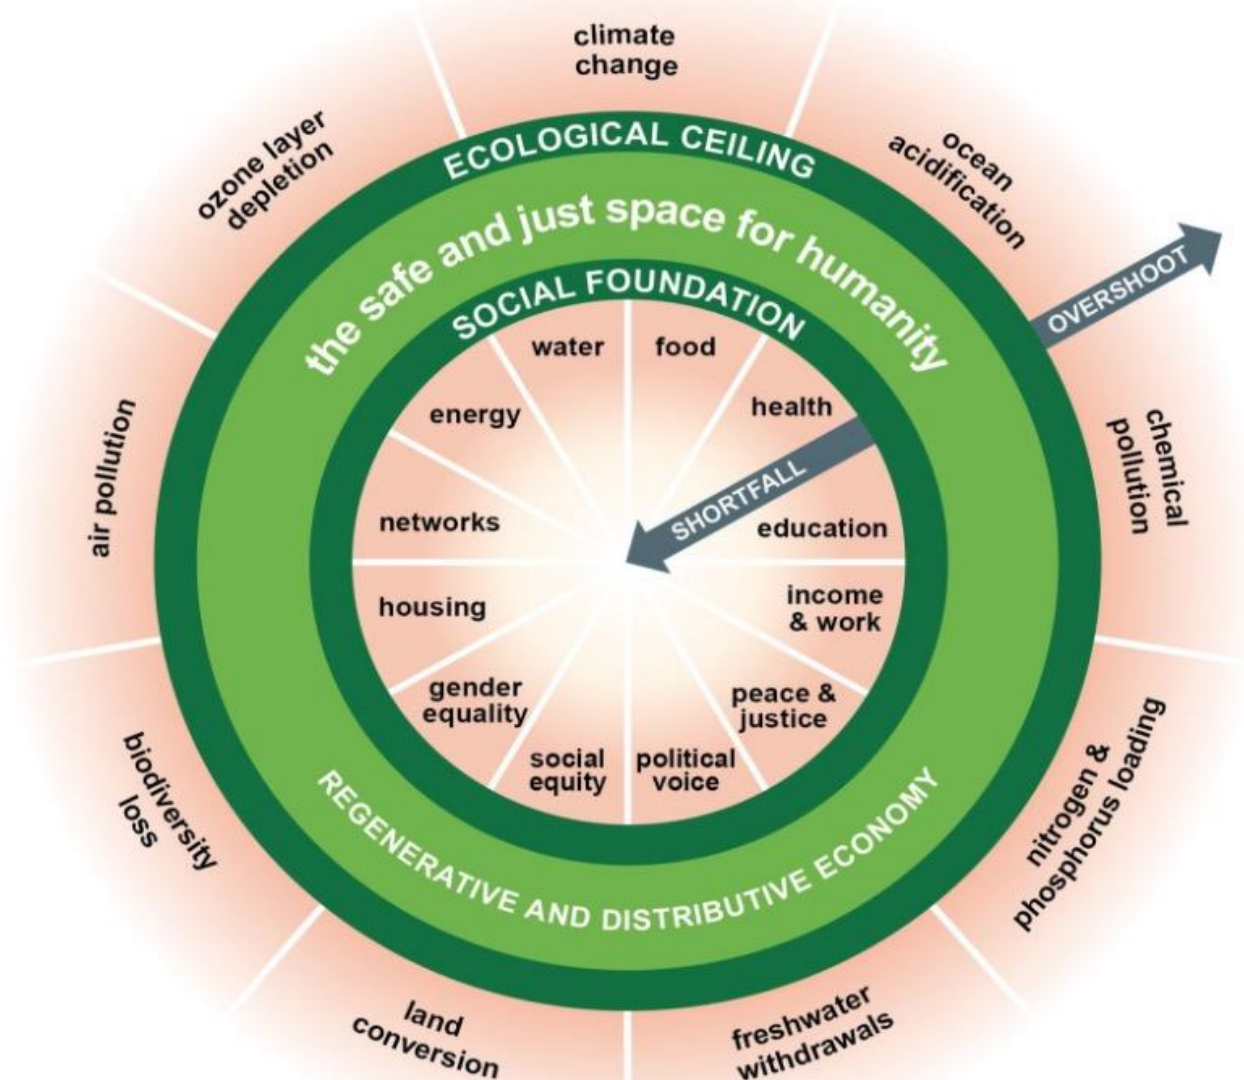 climate
change
ozone layer
depletion
ocean
acidification
ECOLOGICAL CEILING
the safe and just space for humanity
OVERSHOOT
SOCIAL FOUNDATION
water
food
energy
health
SHORTFALL
air pollution
chemical
pollution
networks
education
housing
income
& work
gender
equality
peace &
justice
social
equity
political
voice
biodiversity
loss
nitrogen &
phosphorus loading
REGENERATIVE AND DISTRIBUTIVE ECONOMY
land
conversion
freshwater
withdrawals